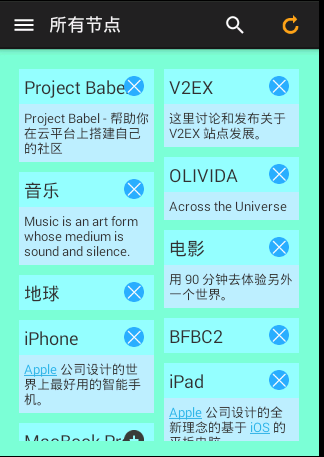 所有节点
Project Babe
Project Babel - 帮助你
在云平台上搭建自己
的社区
音乐
Music is an art form
whose medium is
sound and silence.
地球
iPhone
Apple 公司设计的世
界上最好用的智能手
机。
MacBook Pr
V2EX
这里讨论和发布关于
V2EX 站点发展。
OLIVIDA
Across the Universe
电影
用 90 分钟去体验另外
一个世界。
BFBC2
iPad
Apple 公司设计的全
新理念的基于 iOS 的
平板电脑